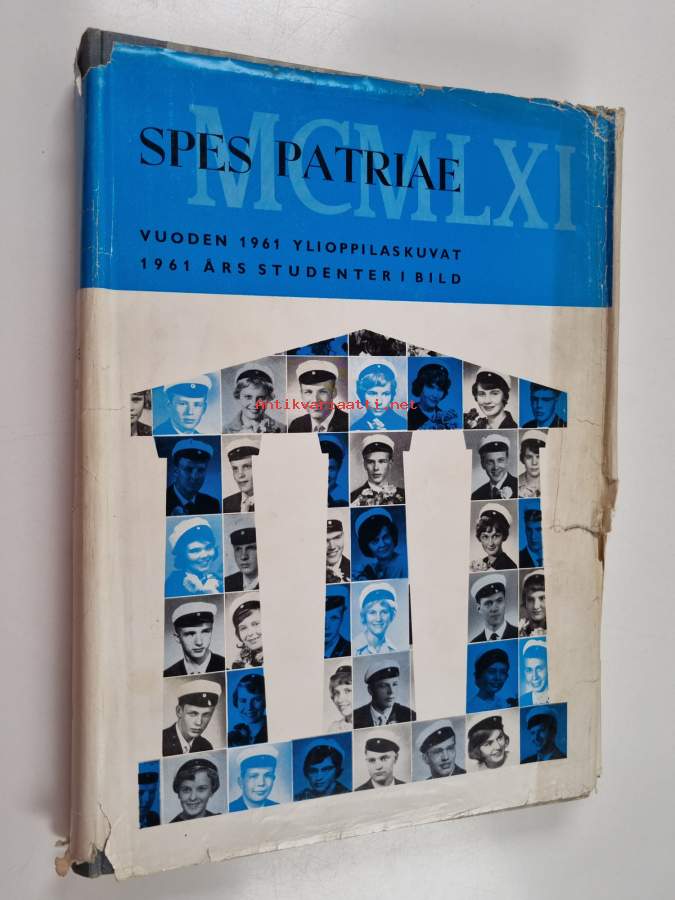 MCMLXI
SPES PATRIAE
VUODEN 1961 YLIOPPILASKUVAT
1961 ÅRS STUDENTER I BILD
Antikvariaatti.net